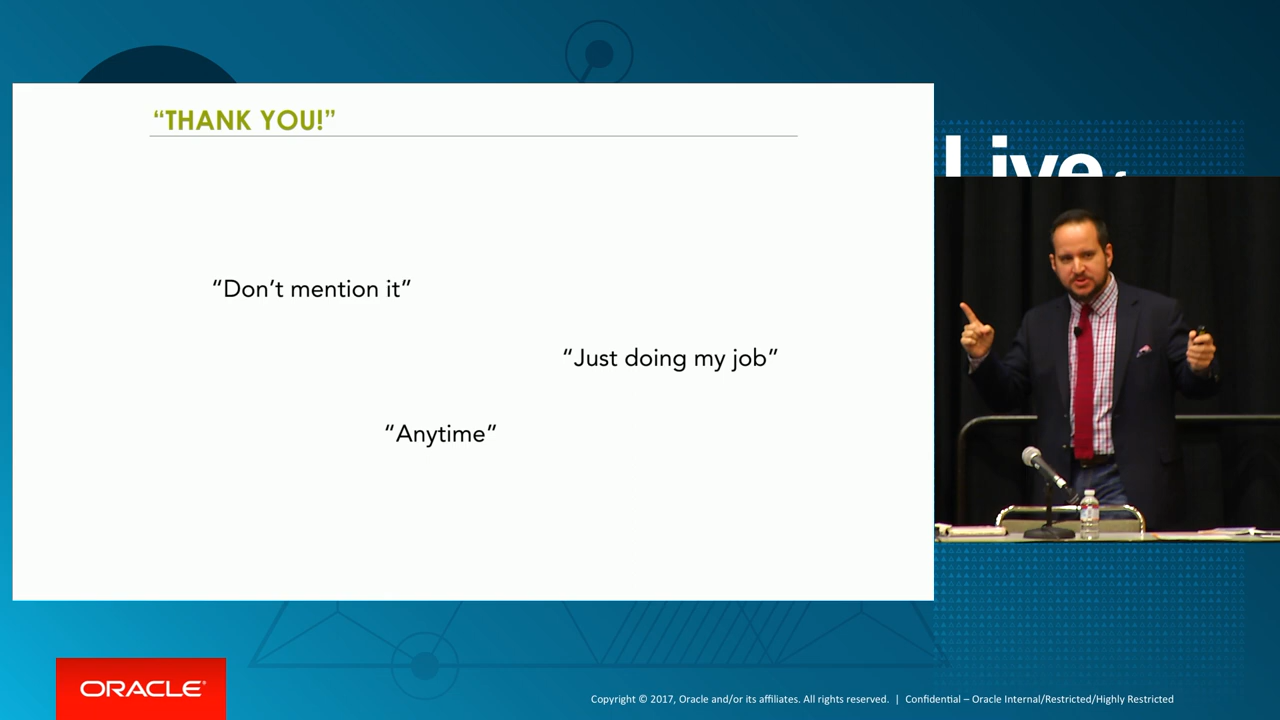 “THANK YOU!”
Live
“Don’t mention it”
“Just doing my job”
“Anytime”
ORACLE
Copyright © 2017, Oracle and/or its affiliates. All rights reserved. | Confidential – Oracle Internal/Restricted/Highly Restricted